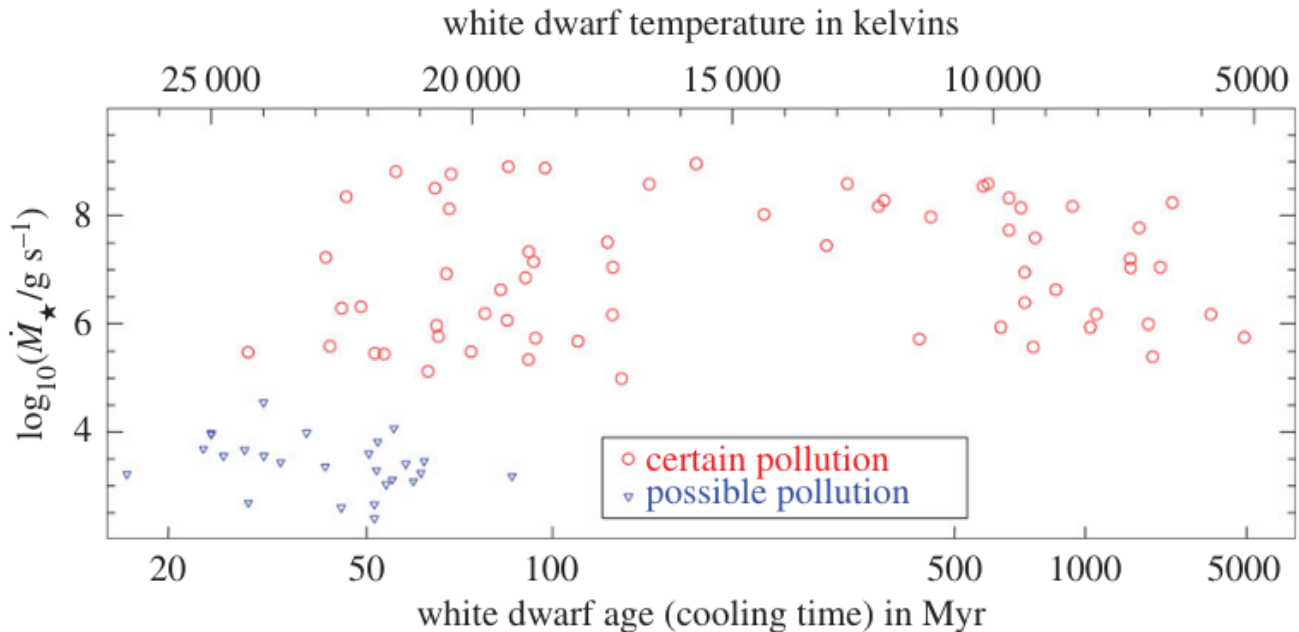 white dwarf temperature in kelvins
25 000 20 000 15 000 10 000 5000
log10(Ṁ★/g s−1)
8
6
4
certain pollution
possible pollution
20 50 100 500 1000 5000
white dwarf age (cooling time) in Myr